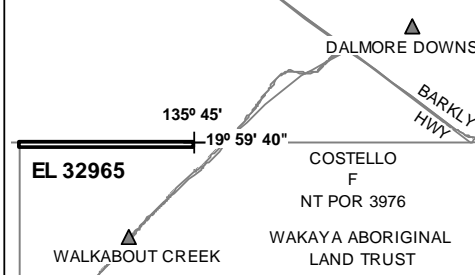 DALMORE DOWNS
BARKLY
HWY
135º 45'
19º 59' 40"
EL 32965
COSTELLO
F
NT POR 3976
WAKAYA ABORIGINAL
LAND TRUST
WALKABOUT CREEK